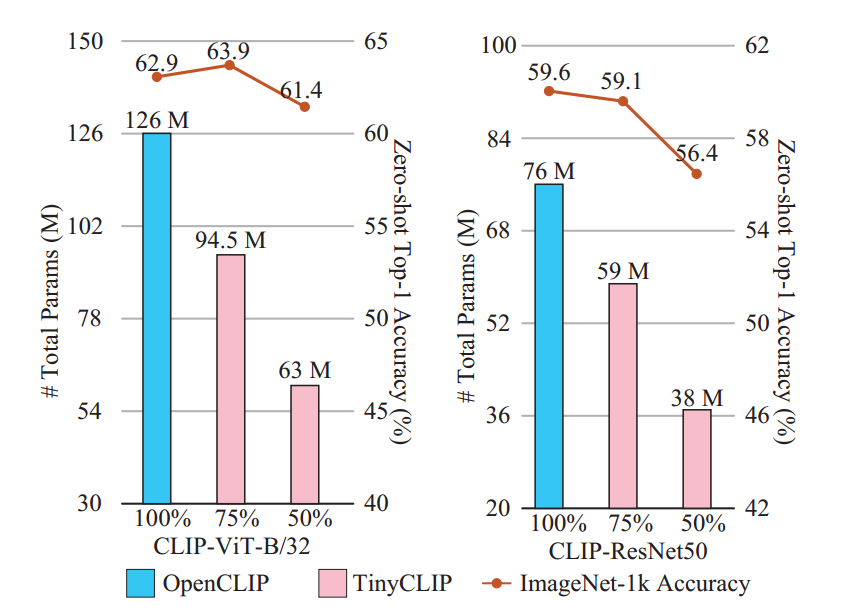 150
126
102
78
54
30
# Total Params (M)
62.9
63.9
61.4
126 M
94.5 M
63 M
65
60
55
50
45
40
Zero-shot Top-1 Accuracy (%)
100% 75% 50%
CLIP-ViT-B/32
100
84
68
52
36
20
# Total Params (M)
59.6
59.1
56.4
76 M
59 M
38 M
62
58
54
50
46
42
Zero-shot Top-1 Accuracy (%)
100% 75% 50%
CLIP-ResNet50
OpenCLIP TinyCLIP ImageNet-1k Accuracy